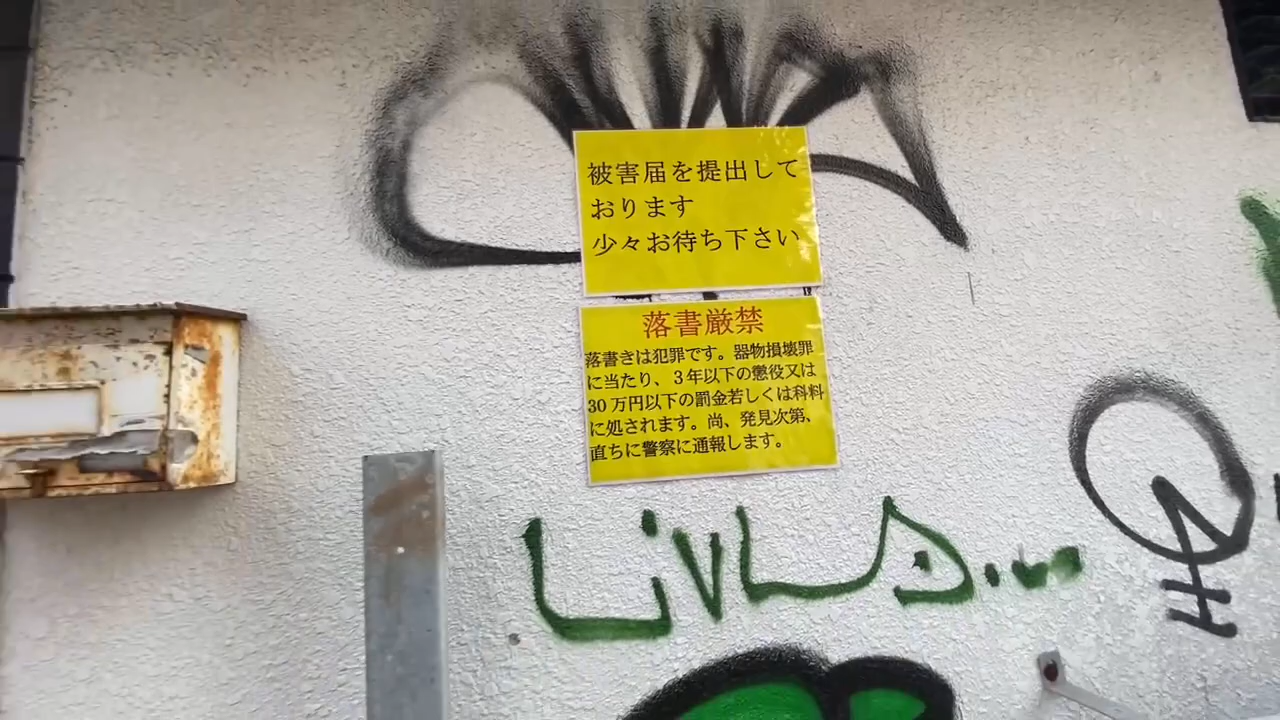 被害届を提出して
おります
少々お待ち下さい
落書厳禁
落書きは犯罪です。器物損壊罪
に当たり、3年以下の懲役又は
30万円以下の罰金若しくは科料
に処されます。尚、発見次第、
直ちに警察に通報します。